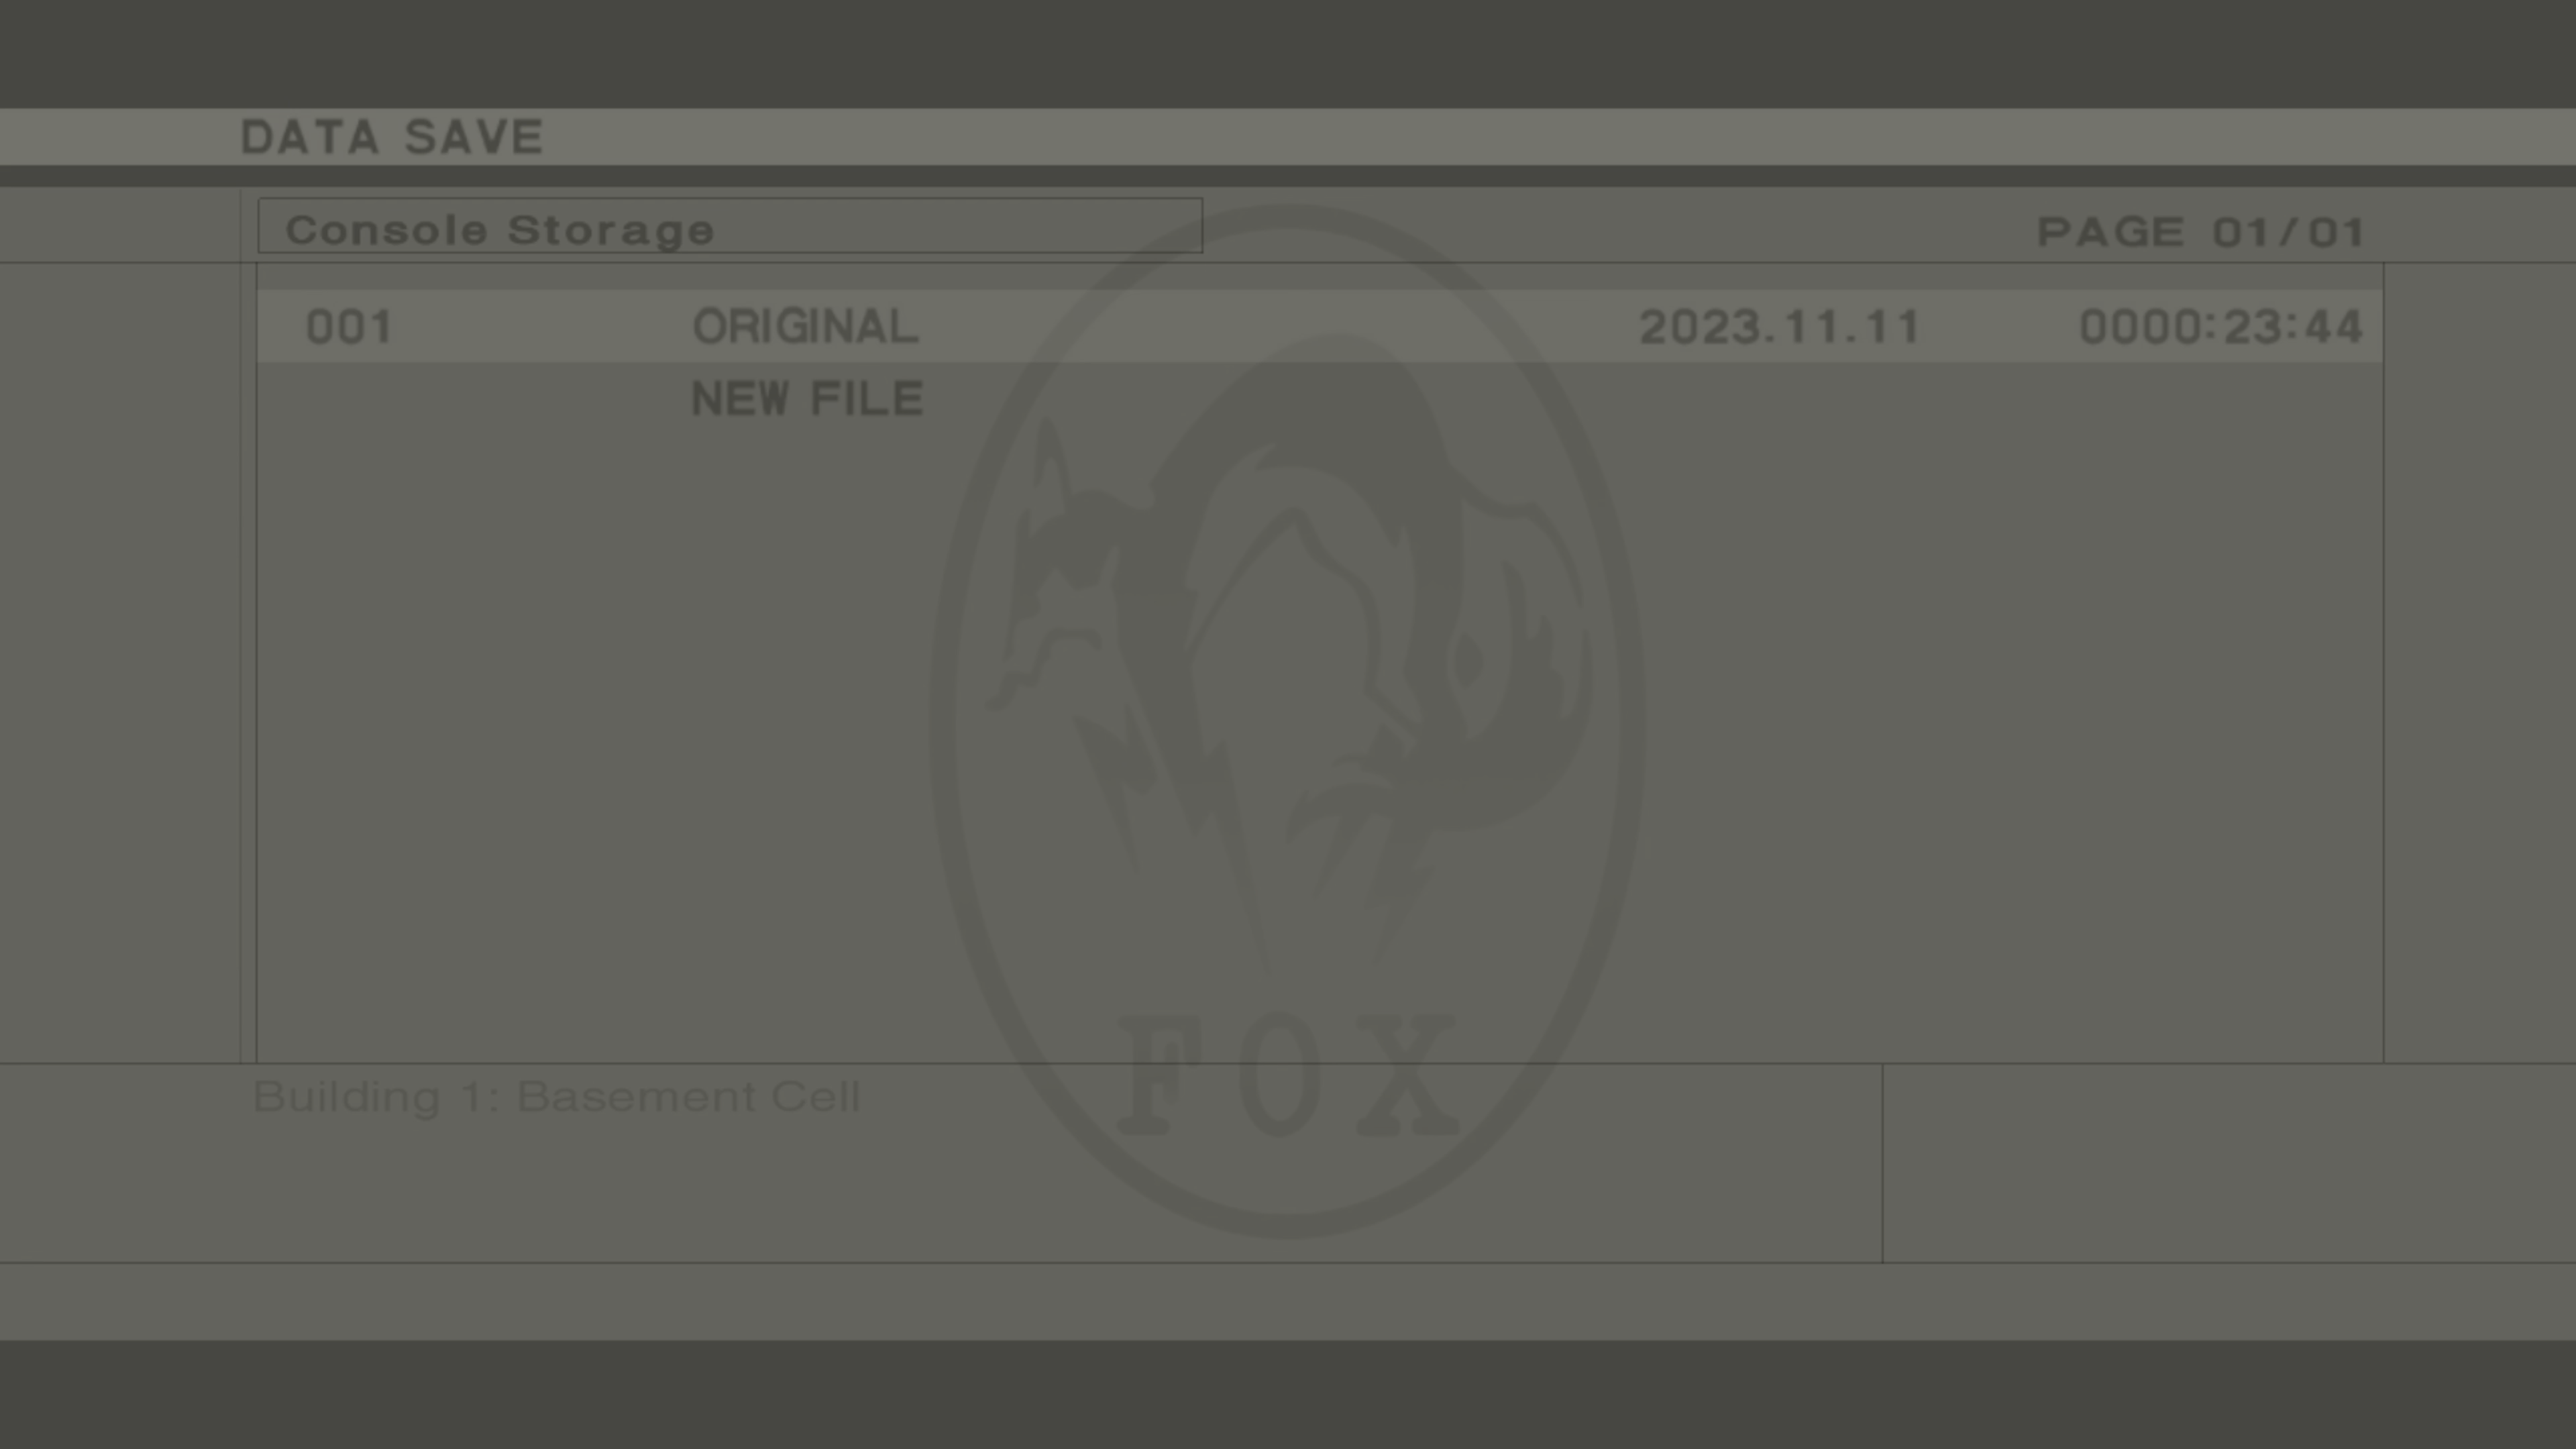 DATA SAVE
Console Storage PAGE 01/01
001 ORIGINAL 2023.11.11 0000:23:44
NEW FILE
FOX
Building 1: Basement Cell